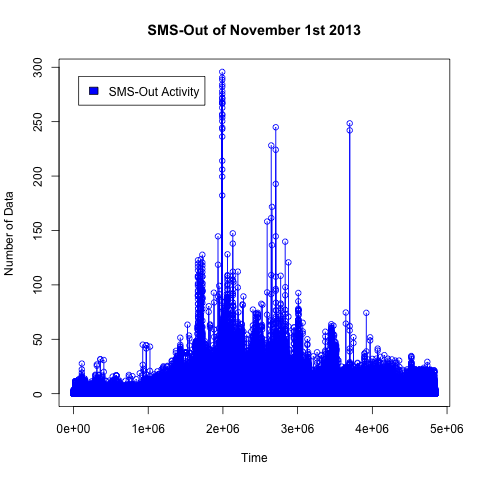 SMS-Out of November 1st 2013
SMS-Out Activity
Number of Data
300
250
200
150
100
50
0
0e+00 1e+06 2e+06 3e+06 4e+06 5e+06
Time